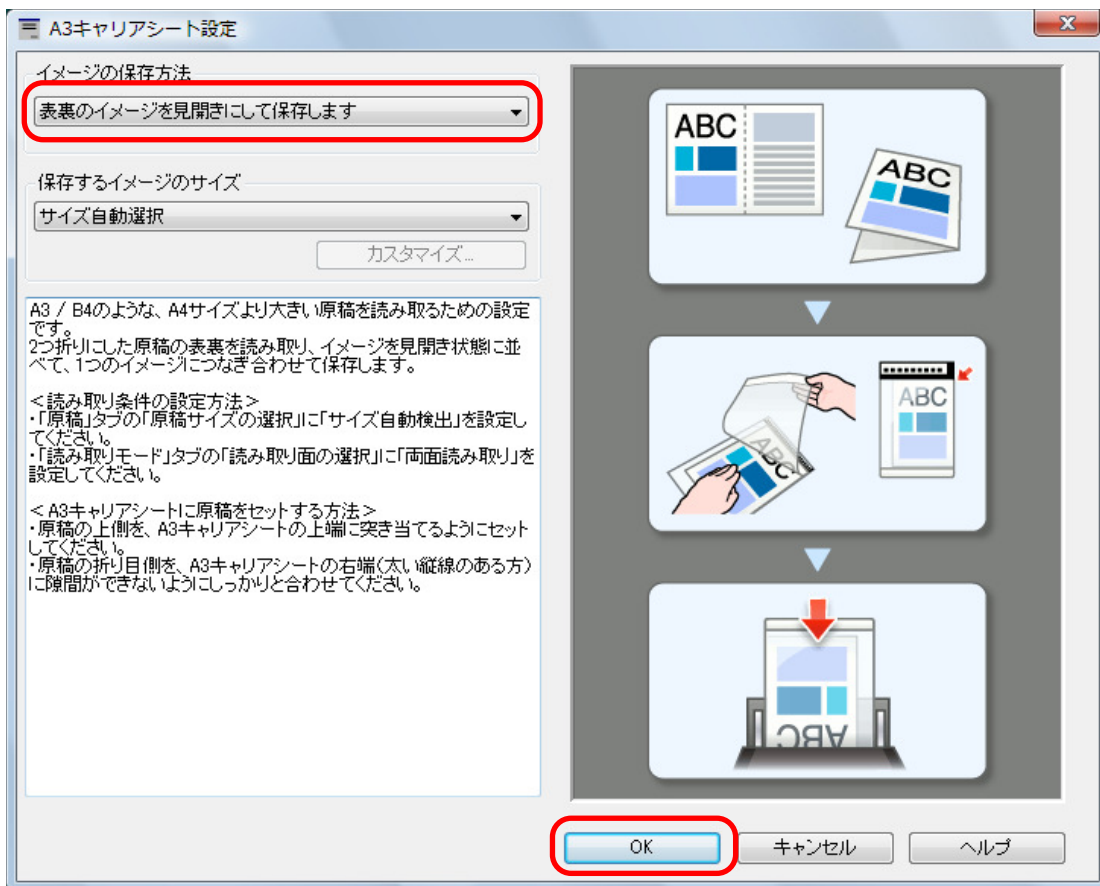 A3キャリアシート設定
イメージの保存方法
表裏のイメージを見開きにして保存します
保存するイメージのサイズ
サイズ自動選択
カスタマイズ...
A3 / B4のような、A4サイズより大きい原稿を読み取るための設定
です。
2つ折りにした原稿の表裏を読み取り、イメージを見開き状態に並
べて、1つのイメージにつなぎ合わせて保存します。
＜読み取り条件の設定方法＞
・「原稿」タブの「原稿サイズの選択」に「サイズ自動検出」を設定し
てください。
・「読み取りモード」タブの「読み取り面の選択」に「両面読み取り」を
設定してください。
＜A3キャリアシートに原稿をセットする方法＞
・原稿の上側を、A3キャリアシートの上端に突き当てるようにセット
してください。
・原稿の折り目側を、A3キャリアシートの右端(太い縦線のある方)
に隙間ができないようにしっかりと合わせてください。
ABC
ABC
ABC
ABC
ABC
OK
キャンセル
ヘルプ